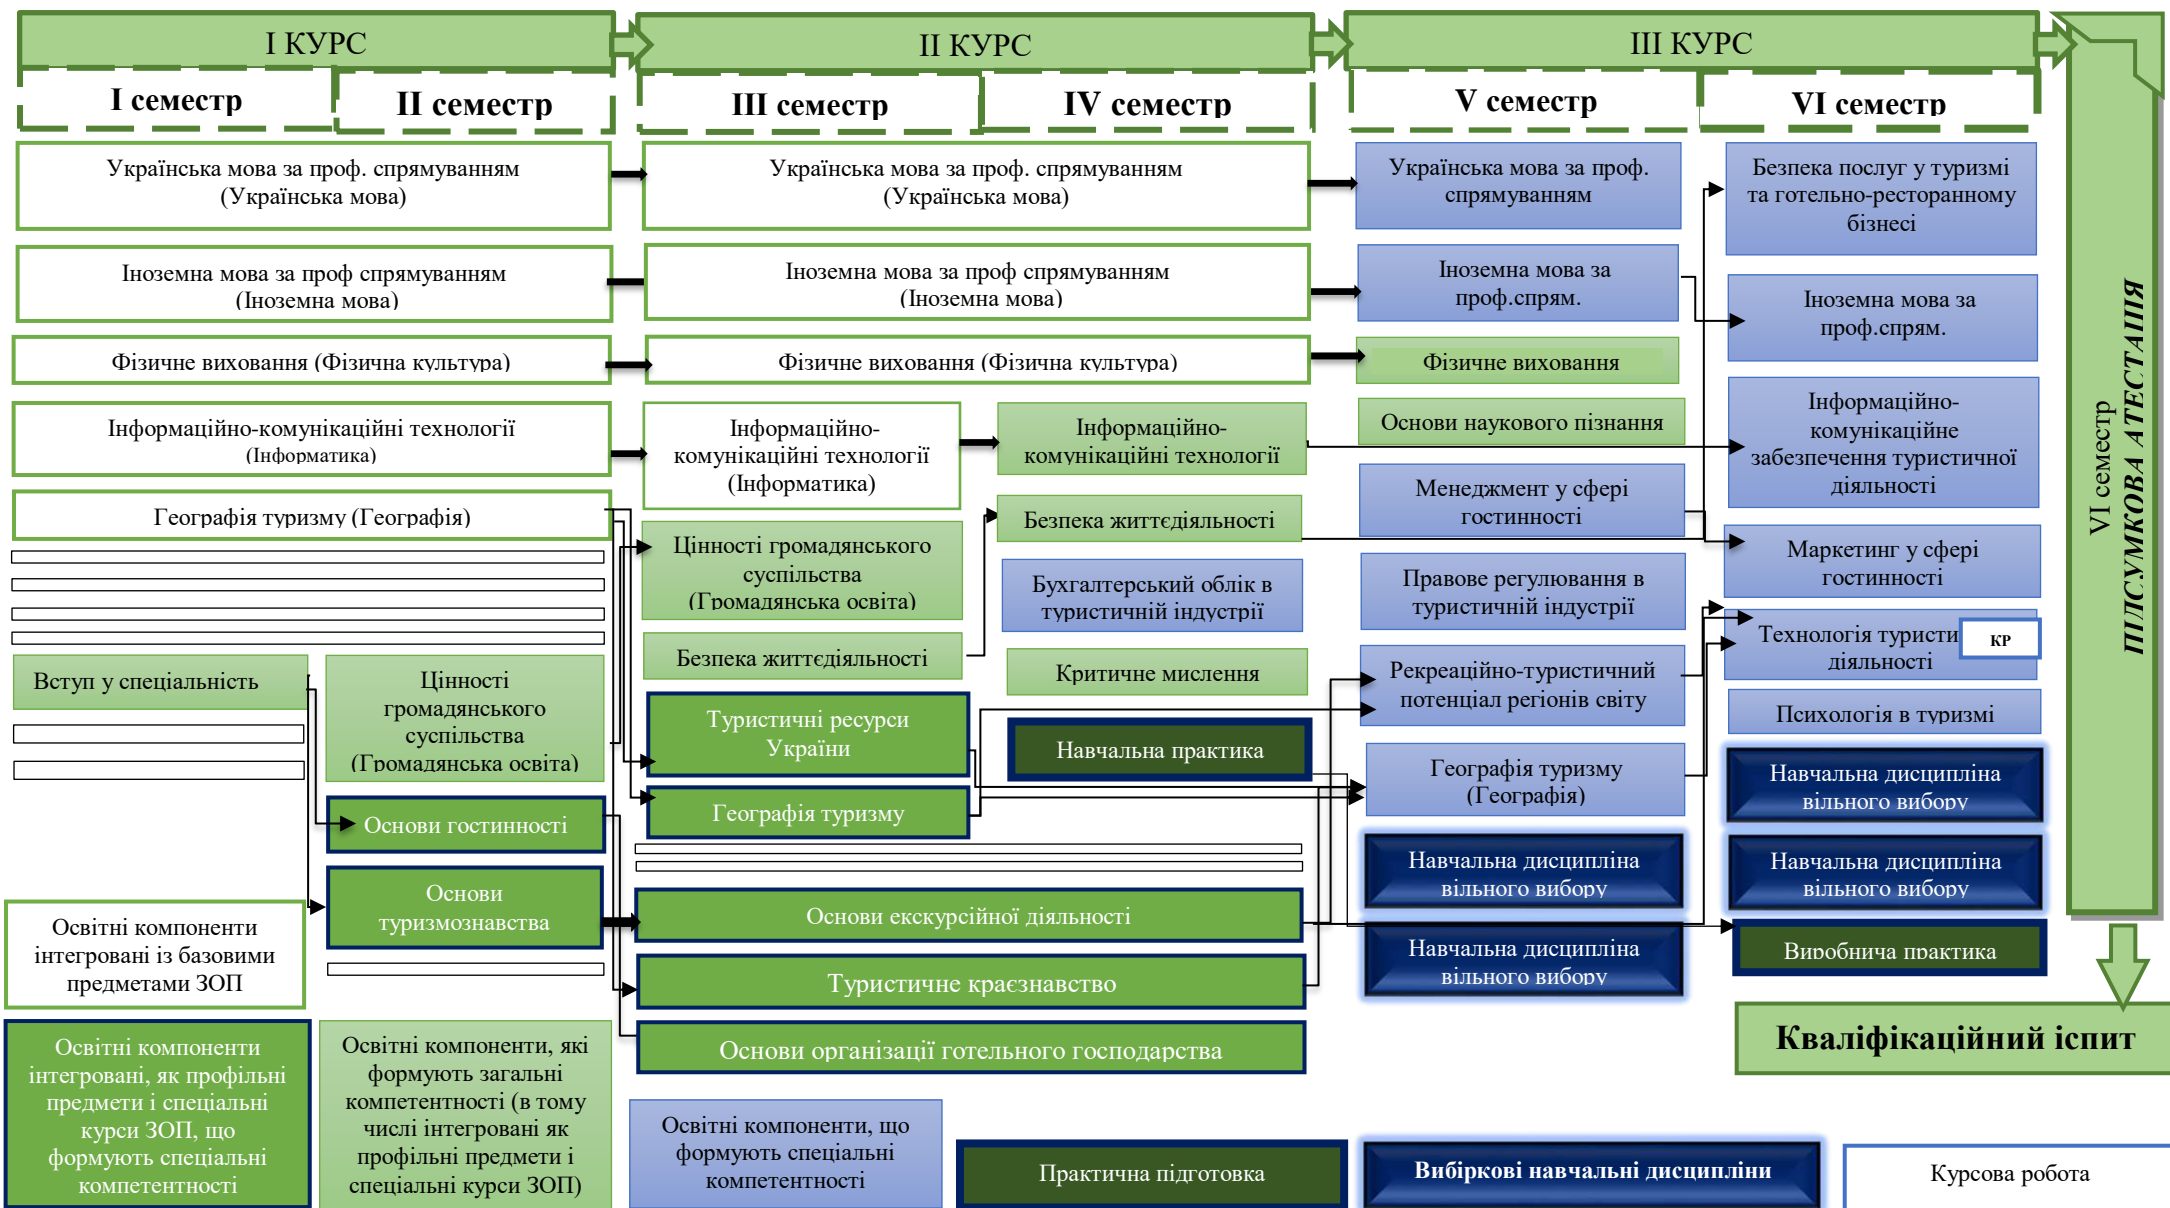 І КУРС
ІІ КУРС
ІІІ КУРС
І семестр
ІІ семестр
ІІІ семестр
IV семестр
V семестр
VI семестр
Українська мова за проф. спрямуванням
(Українська мова)
Українська мова за проф. спрямуванням
(Українська мова)
Українська мова за проф.
спрямуванням
Безпека послуг у туризмі
та готельно-ресторанному
бізнесі
Іноземна мова за проф спрямуванням
(Іноземна мова)
Іноземна мова за проф спрямуванням
(Іноземна мова)
Іноземна мова за
проф.спрям.
Іноземна мова за
проф.спрям.
Фізичне виховання (Фізична культура)
Фізичне виховання (Фізична культура)
Фізичне виховання
Інформаційно-комунікаційні технології
(Інформатика)
Інформаційно-
комунікаційні технології
(Інформатика)
Інформаційно-
комунікаційні технології
Основи наукового пізнання
Інформаційно-
комунікаційне
забезпечення туристичної
діяльності
Географія туризму (Географія)
Цінності громадянського
суспільства
(Громадянська освіта)
Безпека життєдіяльності
Менеджмент у сфері
гостинності
Маркетинг у сфері
гостинності
Бухгалтерський облік в
туристичній індустрії
Правове регулювання в
туристичній індустрії
Технологія туристи
діяльності
КР
Вступ у спеціальність
Цінності
громадянського
суспільства
(Громадянська освіта)
Безпека життєдіяльності
Критичне мислення
Рекреаційно-туристичний
потенціал регіонів світу
Психологія в туризмі
Туристичні ресурси
України
Навчальна практика
Географія туризму
(Географія)
Навчальна дисципліна
вільного вибору
Основи гостинності
Географія туризму
Навчальна дисципліна
вільного вибору
Навчальна дисципліна
вільного вибору
Основи
туризмознавства
Основи екскурсійної діяльності
Навчальна дисципліна
вільного вибору
Виробнича практика
Туристичне краєзнавство
Основи організації готельного господарства
VI семестр
ПІДСУМКОВА АТЕСТАЦІЯ
Кваліфікаційний іспит
Освітні компоненти
інтегровані із базовими
предметами ЗОП
Освітні компоненти
інтегровані, як профільні
предмети і спеціальні
курси ЗОП, що
формують спеціальні
компетентності
Освітні компоненти, які
формують загальні
компетентності (в тому
числі інтегровані як
профільні предмети і
спеціальні курси ЗОП)
Освітні компоненти, що
формують спеціальні
компетентності
Практична підготовка
Вибіркові навчальні дисципліни
Курсова робота